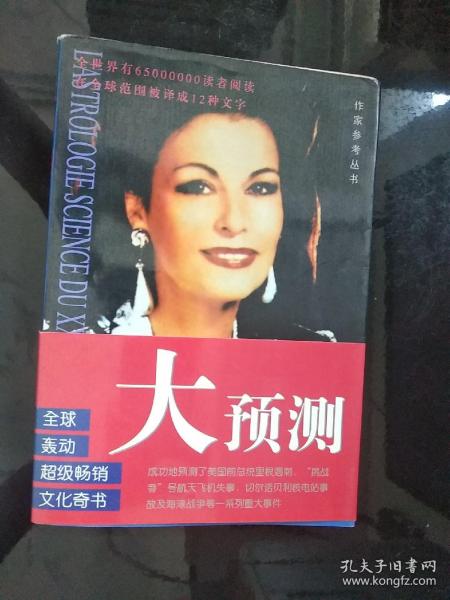 全世界有65000000读者阅读
在全球范围被译成12种文字
作家参考丛书
L'ASTROLOGIE SCIENCE DU XX
大预测
全球
轰动
超级畅销
文化奇书
成功地预测了美国前总统里根遇刺、“挑战
者”号航天飞机失事、切尔诺贝利核电站事
故及海湾战争等一系列重大事件
孔夫子旧书网
www.kongfz.com